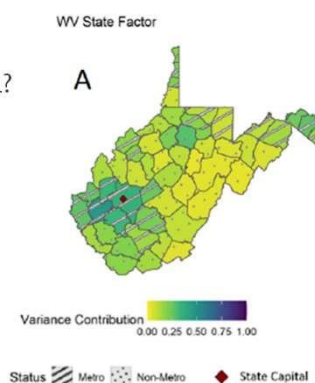 WV State Factor
?
A
Variance Contribution
0.00 0.25 0.50 0.75 1.00
Status Metro Non-Metro State Capital